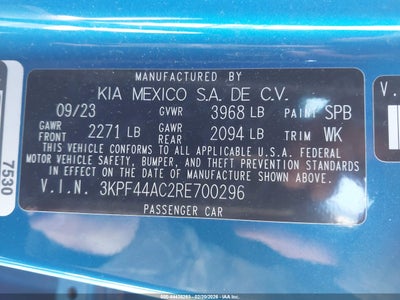 MANUFACTURED BY
KIA MEXICO S.A. DE C.V.
09/23 GVWR 3968 LB PAINT SPB
GAWR FRONT 2271 LB GAWR REAR 2094 LB TRIM WK
THIS VEHICLE CONFORMS TO ALL APPLICABLE U.S.A. FEDERAL
MOTOR VEHICLE SAFETY, BUMPER, AND THEFT PREVENTION STANDARDS
IN EFFECT ON THE DATE OF MANUFACTURE SHOWN ABOVE.
V.I.N. 3KPF44AC2RE700296
PASSENGER CAR
7530
V.